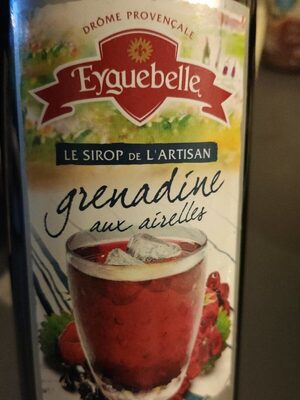 DRÔME PROVENÇALE
Eyguebelle
LE SIROP DE L'ARTISAN
grenadine
aux airelles